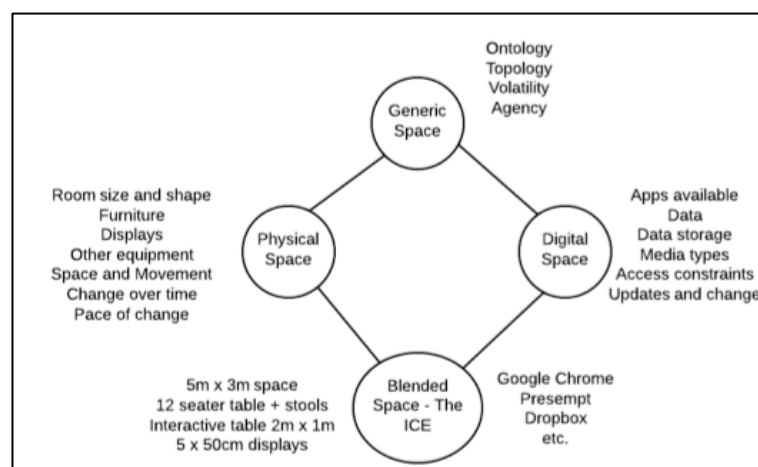 Ontology
Topology
Volatility
Agency
Generic
Space
Room size and shape
Furniture
Displays
Other equipment
Space and Movement
Change over time
Pace of change
Physical
Space
Digital
Space
Apps available
Data
Data storage
Media types
Access constraints
Updates and change
5m x 3m space
12 seater table + stools
Interactive table 2m x 1m
5 x 50cm displays
Blended
Space - The
ICE
Google Chrome
Presempt
Dropbox
etc.